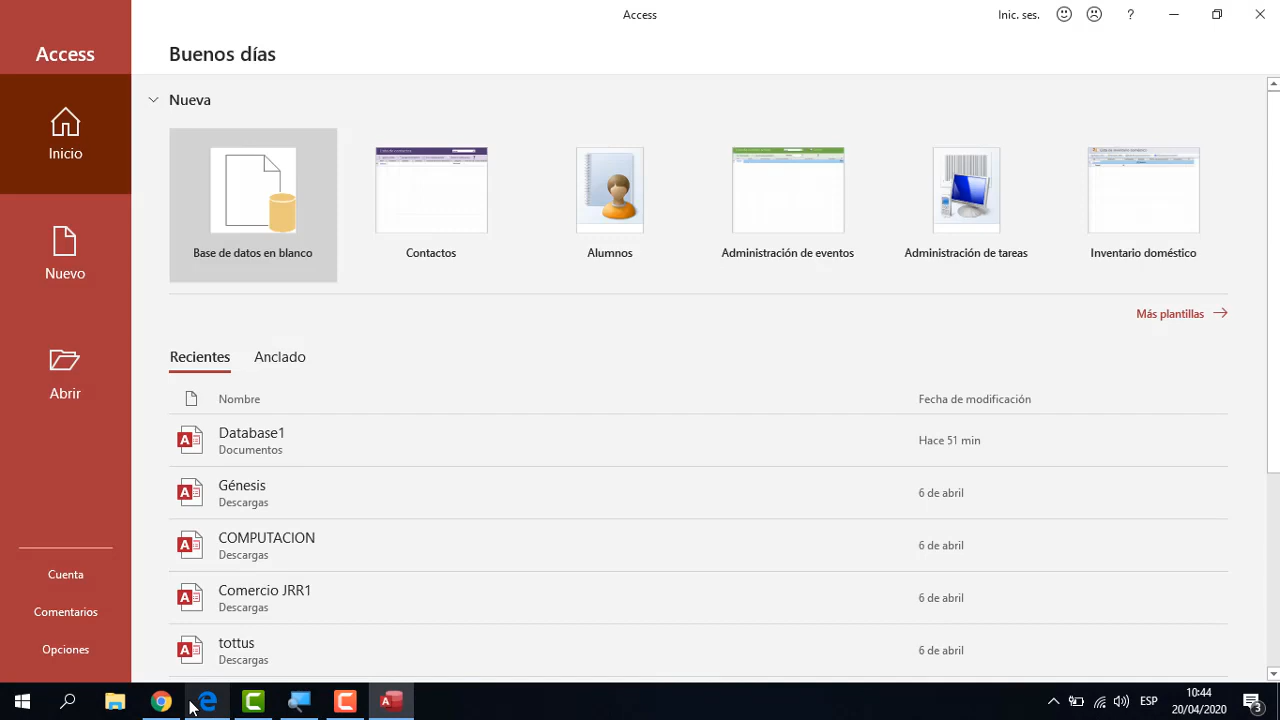 Access
Inic. ses.
?
Access
Buenos días
Nueva
Inicio
Nuevo
Abrir
Base de datos en blanco
Contactos
Alumnos
Administración de eventos
Administración de tareas
Inventario doméstico
Más plantillas
Recientes
Anclado
Nombre
Fecha de modificación
Database1
Documentos
Hace 51 min
Génesis
Descargas
6 de abril
COMPUTACION
Descargas
6 de abril
Comercio JRR1
Descargas
6 de abril
tottus
Descargas
6 de abril
Cuenta
Comentarios
Opciones
ESP
10:44
20/04/2020
3